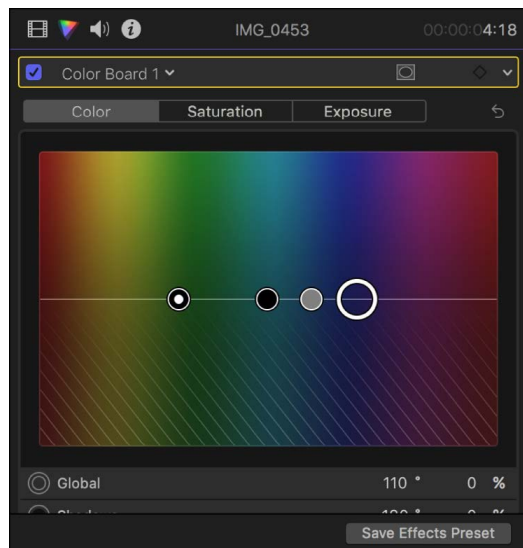 IMG_0453 00:00:04:18
Color Board 1
Color Saturation Exposure
Global 110 ° 0 %
Save Effects Preset